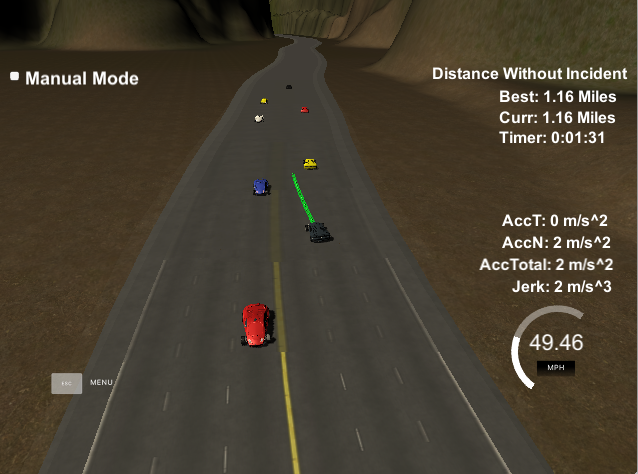 Manual Mode
Distance Without Incident
Best: 1.16 Miles
Curr: 1.16 Miles
Timer: 0:01:31
AccT: 0 m/s^2
AccN: 2 m/s^2
AccTotal: 2 m/s^2
Jerk: 2 m/s^3
49.46
MPH
ESC
MENU